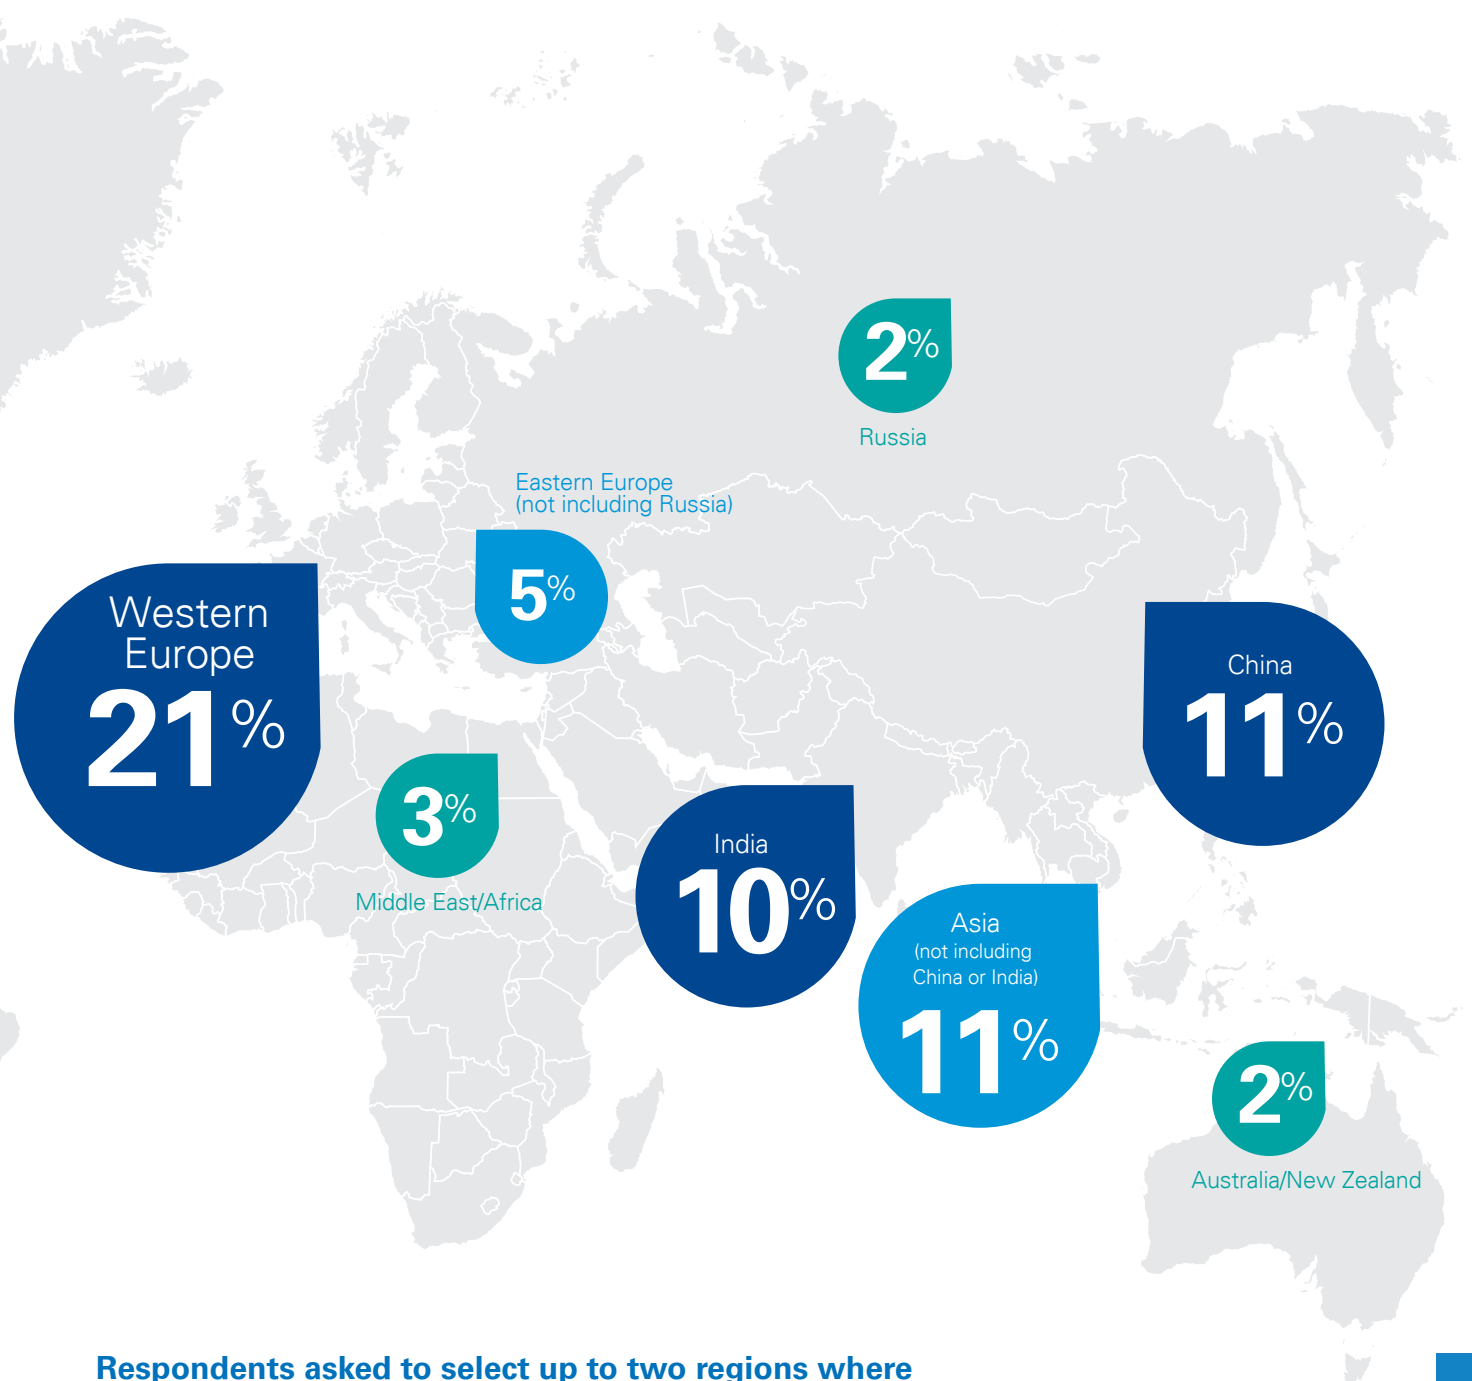 2%
Russia
Eastern Europe
(not including Russia)
5%
Western
Europe
21%
China
11%
3%
Middle East/Africa
India
10%
Asia
(not including
China or India)
11%
2%
Australia/New Zealand
Respondents asked to select up to two regions where